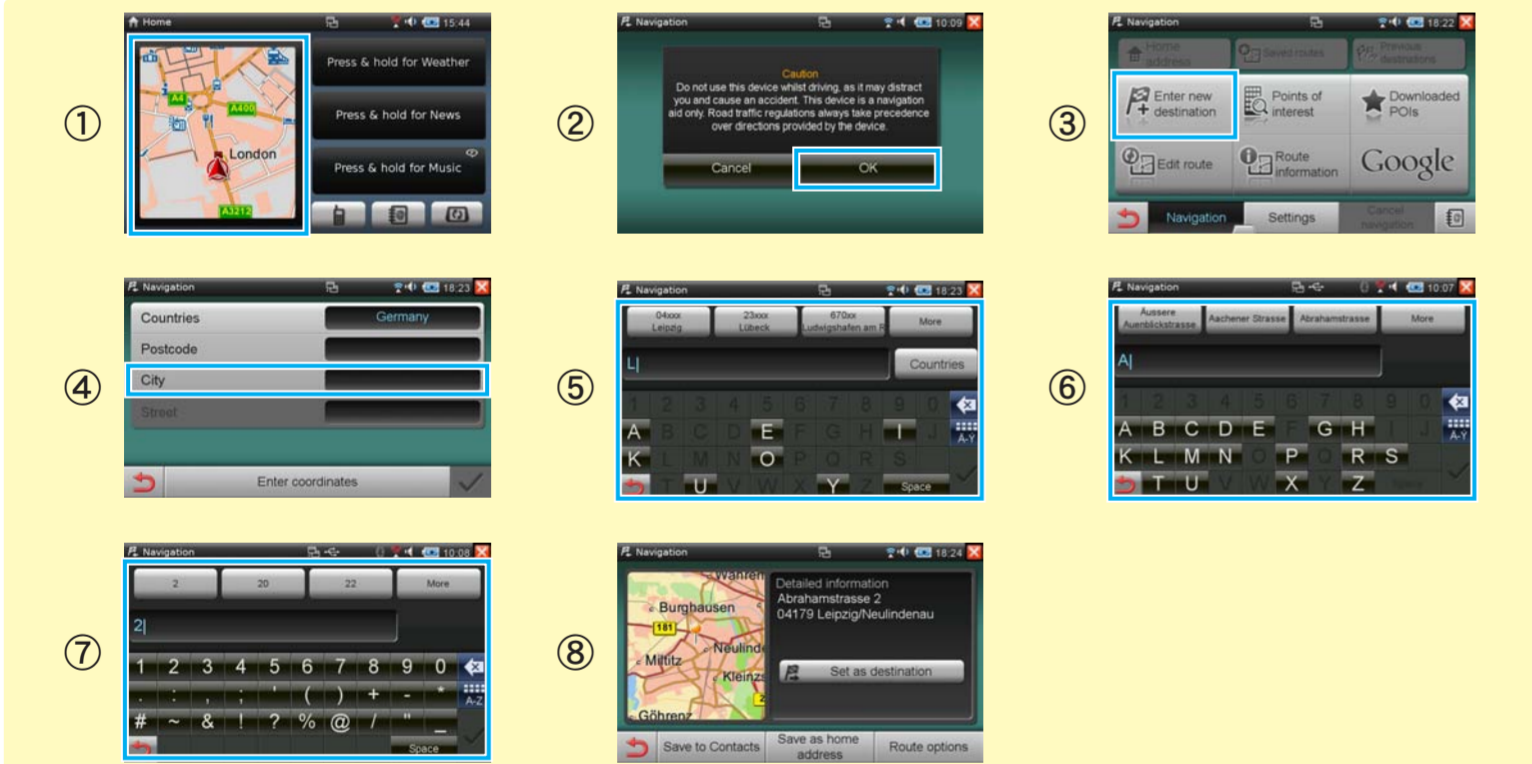 ①
Home
15:44
A4
A400
London
A3212
Press & hold for Weather
Press & hold for News
Press & hold for Music
②
Navigation
10:09
Caution
Do not use this device whilst driving, as it may distract
you and cause an accident. This device is a navigation
aid only. Road traffic regulations always take precedence
over directions provided by the device.
Cancel
OK
③
Navigation
18:22
Home
address
Saved routes
Previous
destinations
Enter new
destination
Points of
interest
Downloaded
POIs
Edit route
Route
information
Google
Navigation
Settings
Cancel
navigation
④
Navigation
18:23
Countries
Germany
Postcode
City
Street
Enter coordinates
⑤
Navigation
18:23
04xxx
Leipzig
23xxx
Lübeck
670xx
Ludwigshafen am R
More
L
Countries
1 2 3 4 5 6 7 8 9 0
A B C D E F G H I J
A-Y
K L M N O P Q R S
T U V W X Y Z Space
⑥
Navigation
10:07
Äussere
Auenblickstrasse
Aachener Strasse
Abrahamstrasse
More
A
1 2 3 4 5 6 7 8 9 0
A B C D E F G H I J
A-Y
K L M N O P Q R S
T U V W X Y Z Space
⑦
Navigation
10:08
2
20
22
More
2
1 2 3 4 5 6 7 8 9 0
. : , ; ' ( ) + - *
A-Z
# ~ & ! ? % @ / " _
Space
⑧
Navigation
18:24
Wahren
Burghausen
181
Neulinde
Miltitz
Kleinzs
2
Göhrenz
Detailed information
Abrahamstrasse 2
04179 Leipzig/Neulindenau
Set as destination
Save to Contacts
Save as home
address
Route options